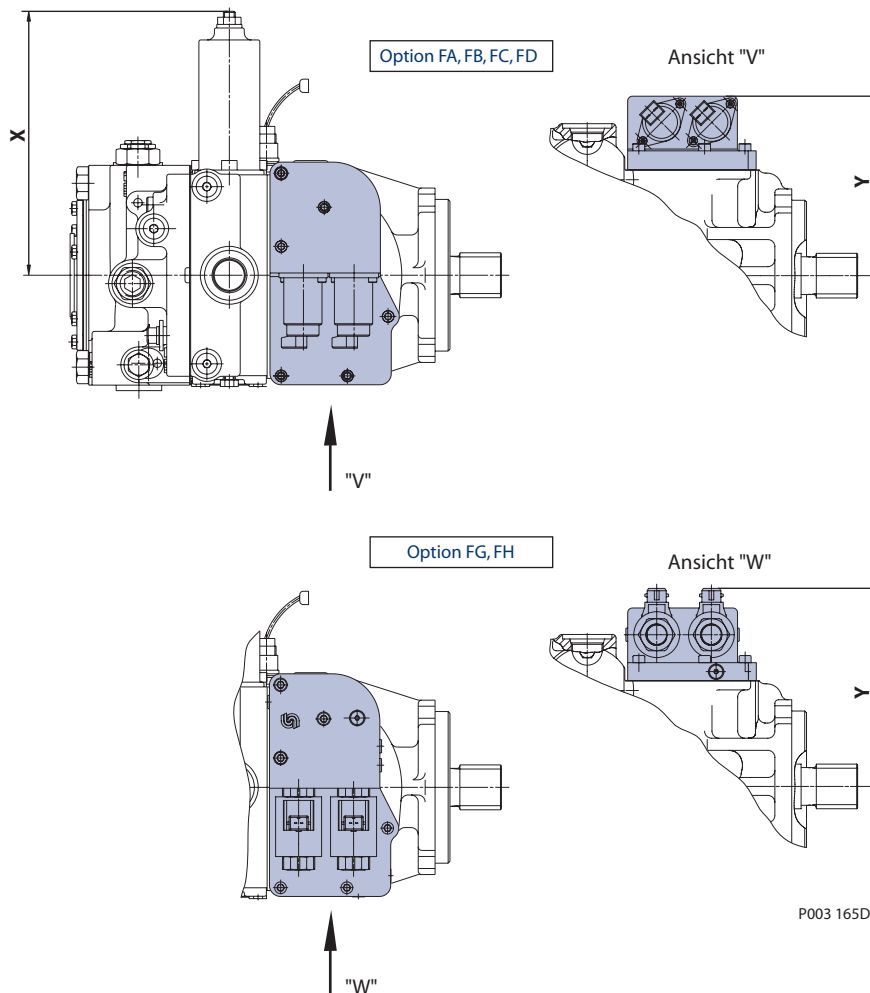 X
Option FA, FB, FC, FD
Ansicht "V"
Y
"V"
Option FG, FH
Ansicht "W"
Y
P003 165D
"W"